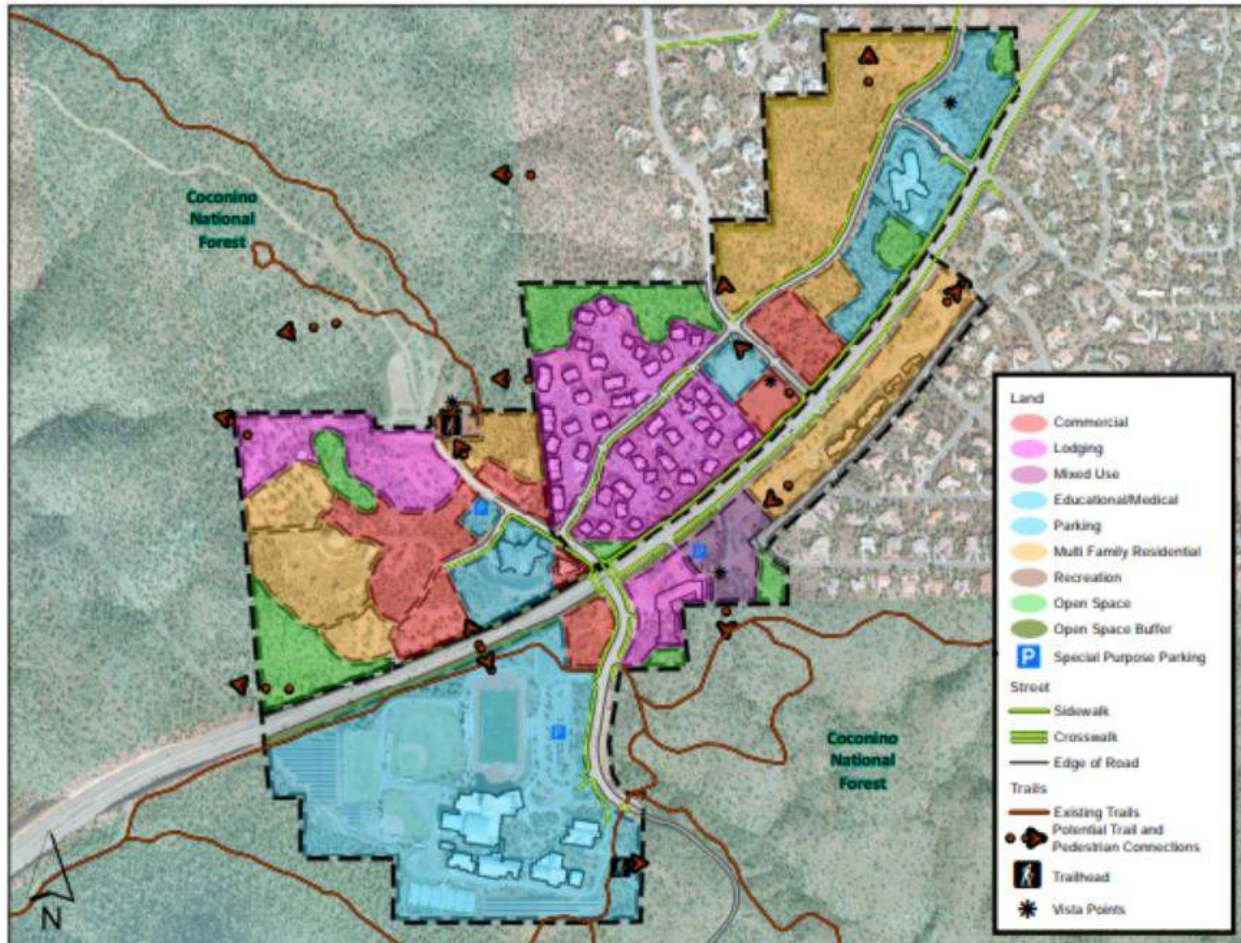 Coconino
National
Forest
P
P
P
Coconino
National
Forest
N
Land
Commercial
Lodging
Mixed Use
Educational/Medical
Parking
Multi Family Residential
Recreation
Open Space
Open Space Buffer
P Special Purpose Parking
Street
Sidewalk
Crosswalk
Edge of Road
Trails
Existing Trails
Potential Trail and
Pedestrian Connections
Trailhead
Vista Points